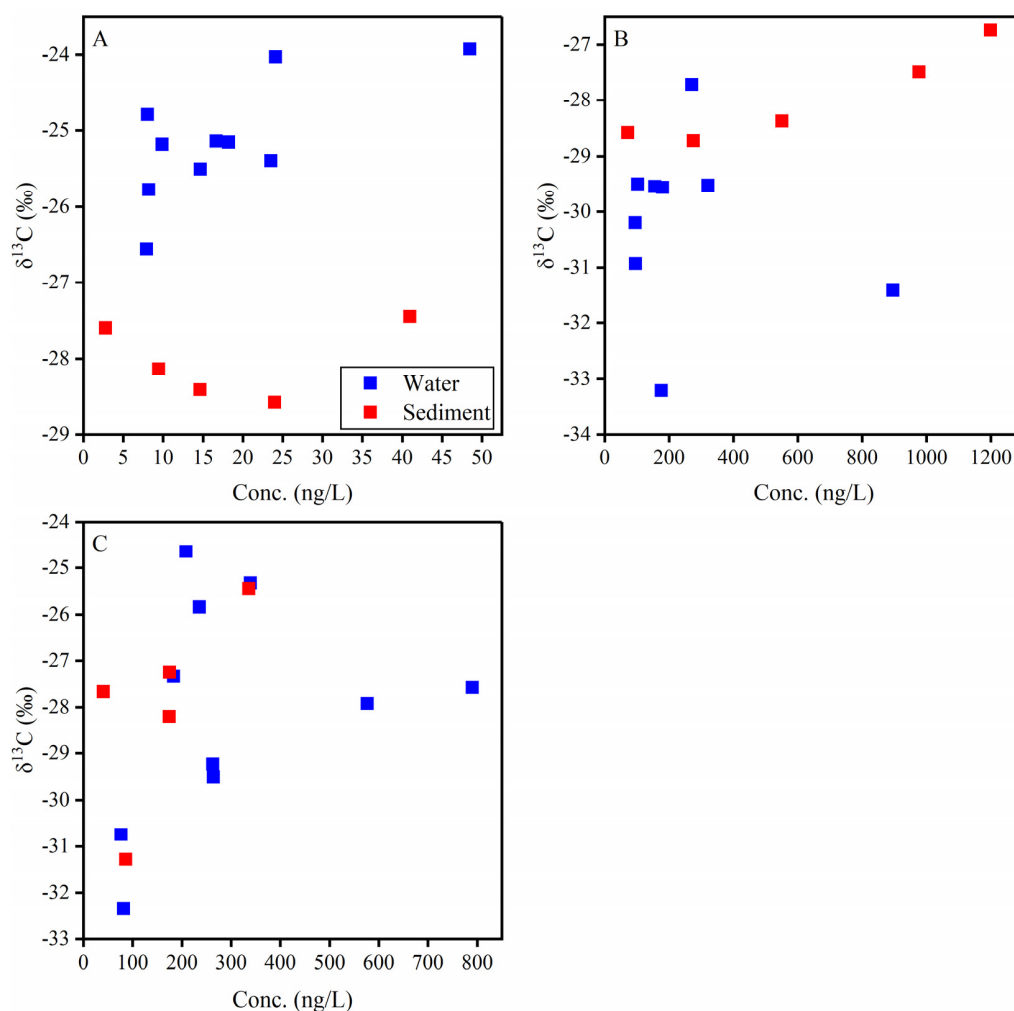 A
-24
-25
-26
-27
-28
-29
δ¹³C (‰)
0 5 10 15 20 25 30 35 40 45 50
Conc. (ng/L)
Water
Sediment
B
-27
-28
-29
-30
-31
-32
-33
-34
δ¹³C (‰)
0 200 400 600 800 1000 1200
Conc. (ng/L)
C
-24
-25
-26
-27
-28
-29
-30
-31
-32
-33
δ¹³C (‰)
0 100 200 300 400 500 600 700 800
Conc. (ng/L)